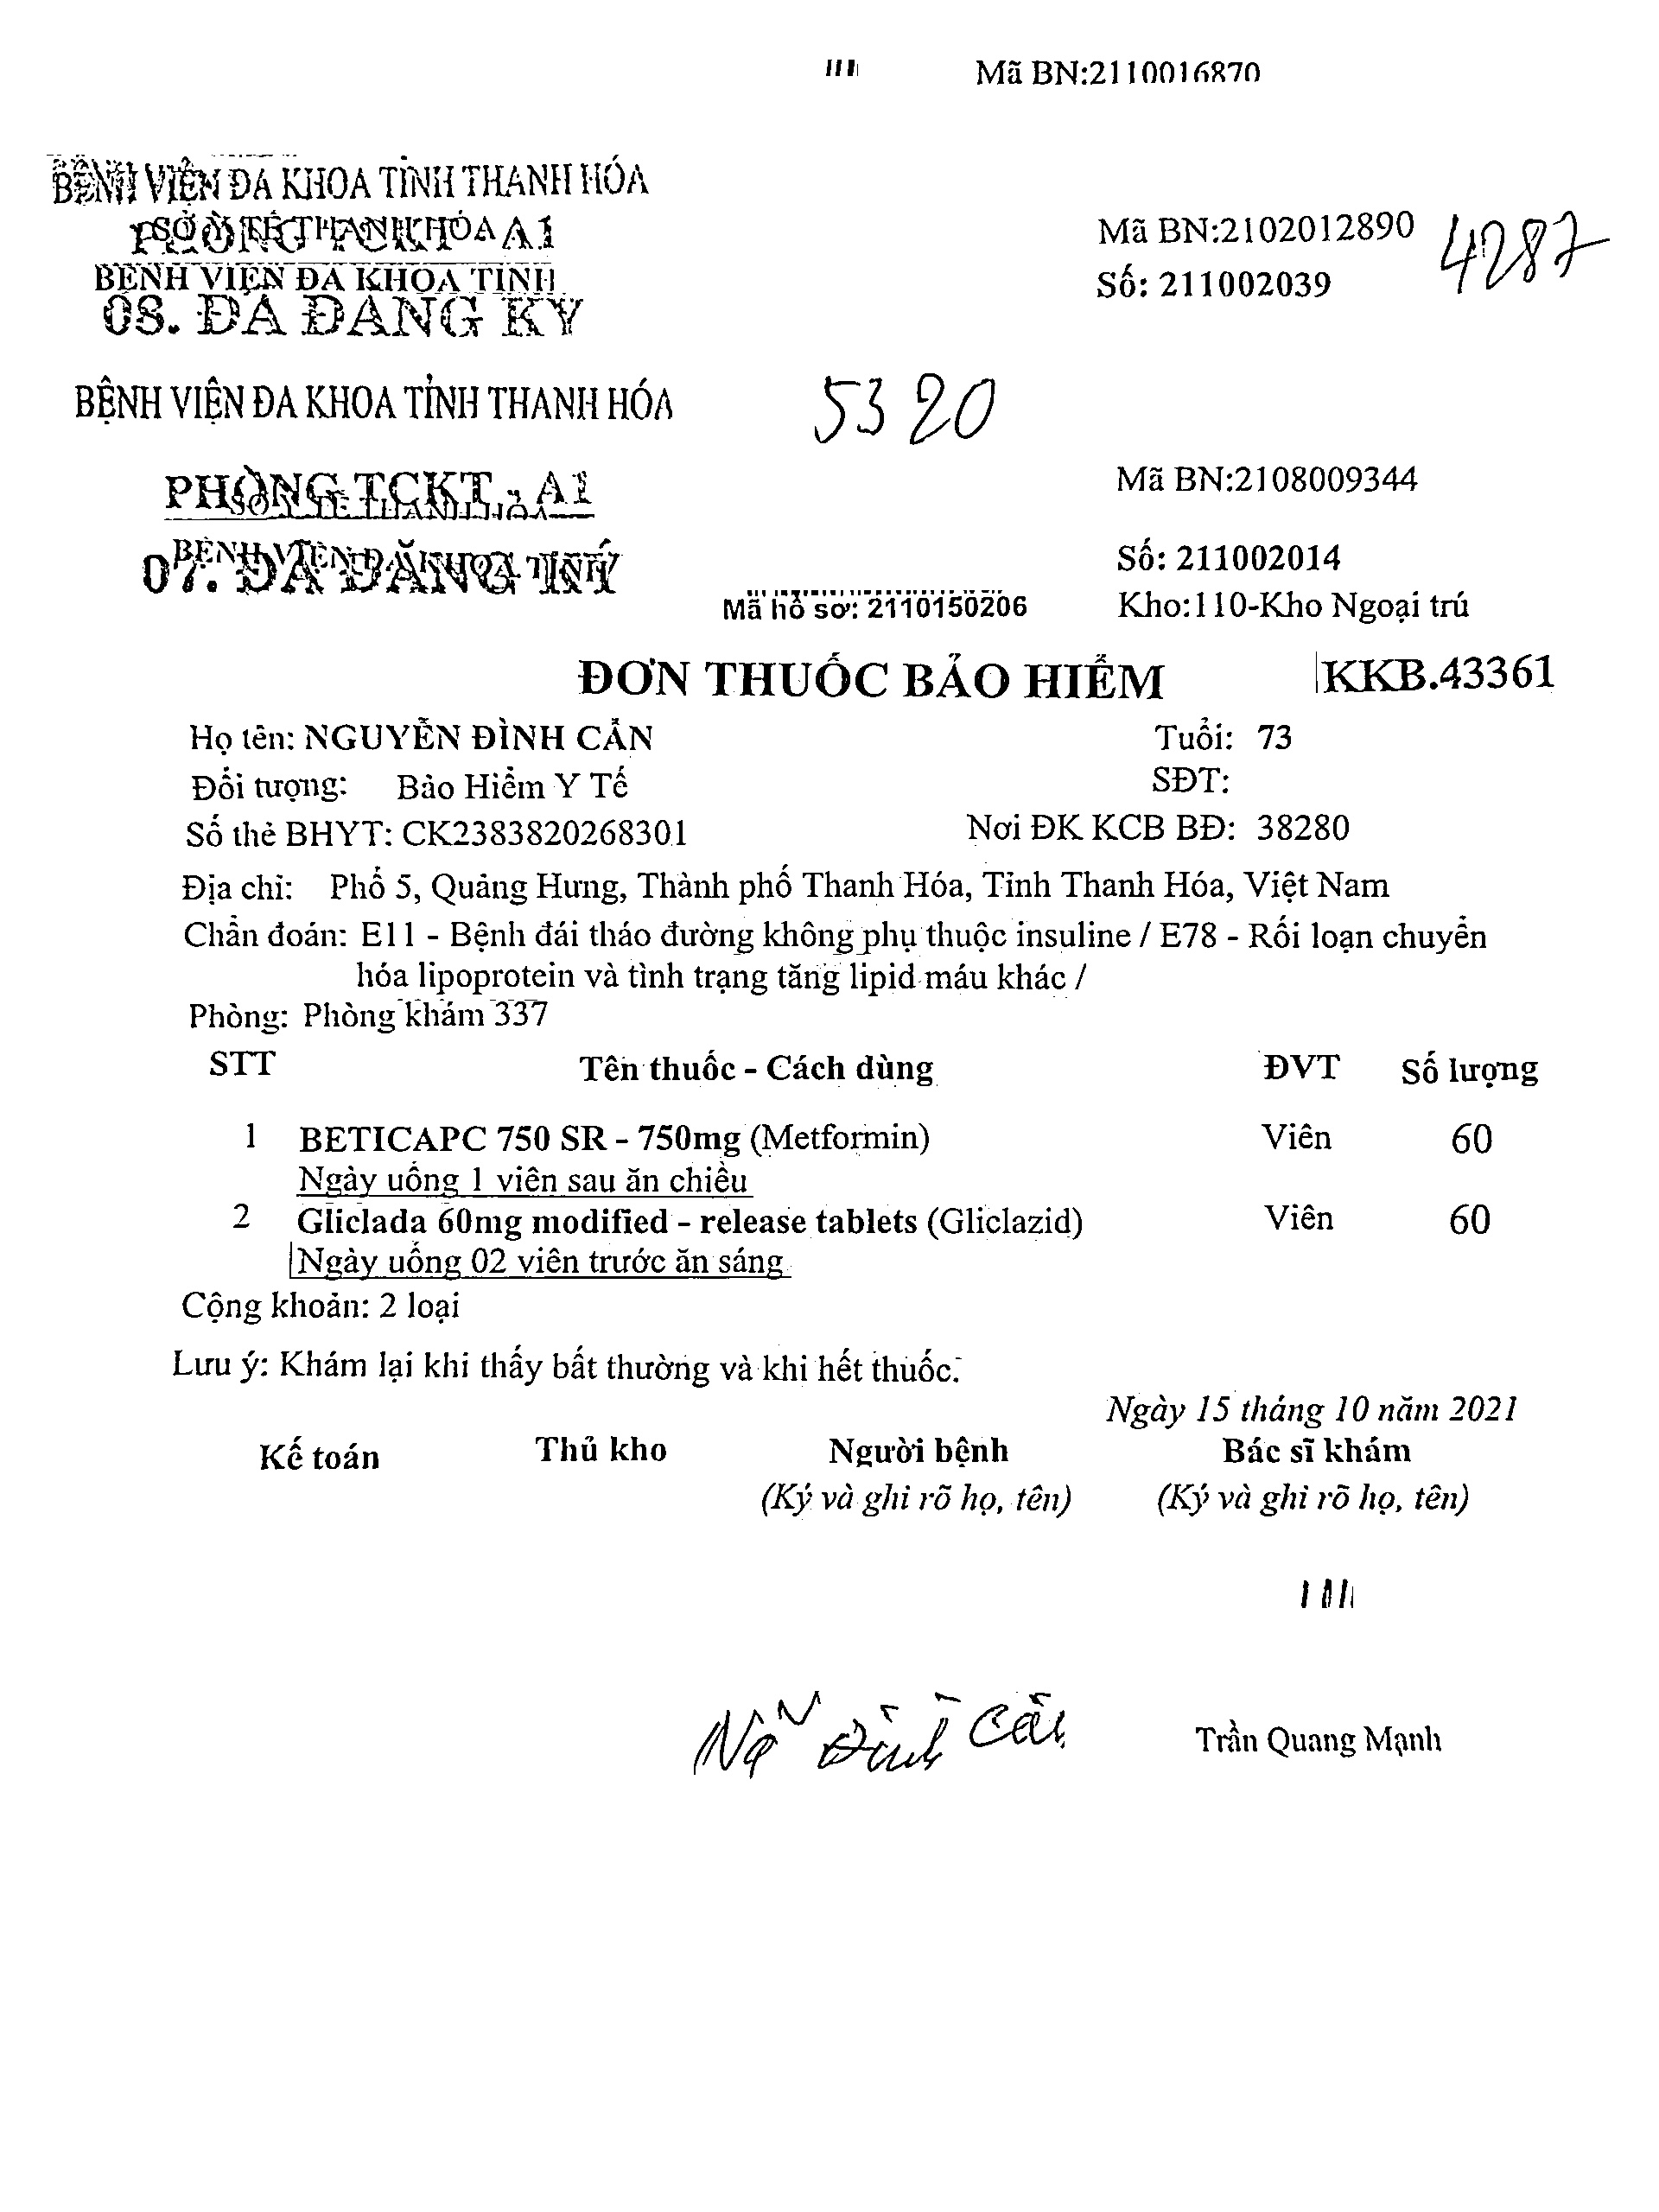 Mã BN:2110016870
BỆNH VIỆN ĐA KHOA TỈNH THANH HÓA
A1
BỆNH VIỆN ĐA KHOA TỈNH
08. ĐÃ ĐĂNG KÝ
Mã BN:2102012890
4287
Số: 211002039
BỆNH VIỆN ĐA KHOA TỈNH THANH HÓA
5320
PHÒNG TCKT - A1
Mã BN:2108009344
07. ĐÃ ĐĂNG KÝ
Số: 211002014
Mã hồ sơ: 2110150206
Kho:110-Kho Ngoại trú
ĐƠN THUỐC BẢO HIỂM
KKB.43361
Họ tên: NGUYỄN ĐÌNH CẨN
Tuổi: 73
Đối tượng: Bảo Hiểm Y Tế
SĐT:
Số thẻ BHYT: CK2383820268301
Nơi ĐK KCB BĐ: 38280
Địa chỉ: Phố 5, Quảng Hưng, Thành phố Thanh Hóa, Tỉnh Thanh Hóa, Việt Nam
Chẩn đoán: E11 - Bệnh đái tháo đường không phụ thuộc insuline / E78 - Rối loạn chuyển
hóa lipoprotein và tình trạng tăng lipid máu khác /
Phòng: Phòng khám 337
STT Tên thuốc - Cách dùng ĐVT Số lượng
1 BETICAPC 750 SR - 750mg (Metformin) Viên 60
Ngày uống 1 viên sau ăn chiều
2 Gliclada 60mg modified - release tablets (Gliclazid) Viên 60
Ngày uống 02 viên trước ăn sáng
Cộng khoản: 2 loại
Lưu ý: Khám lại khi thấy bất thường và khi hết thuốc.
Ngày 15 tháng 10 năm 2021
Kế toán Thủ kho Người bệnh Bác sĩ khám
(Ký và ghi rõ họ, tên) (Ký và ghi rõ họ, tên)
Ng Đình Cẩn
Trần Quang Mạnh